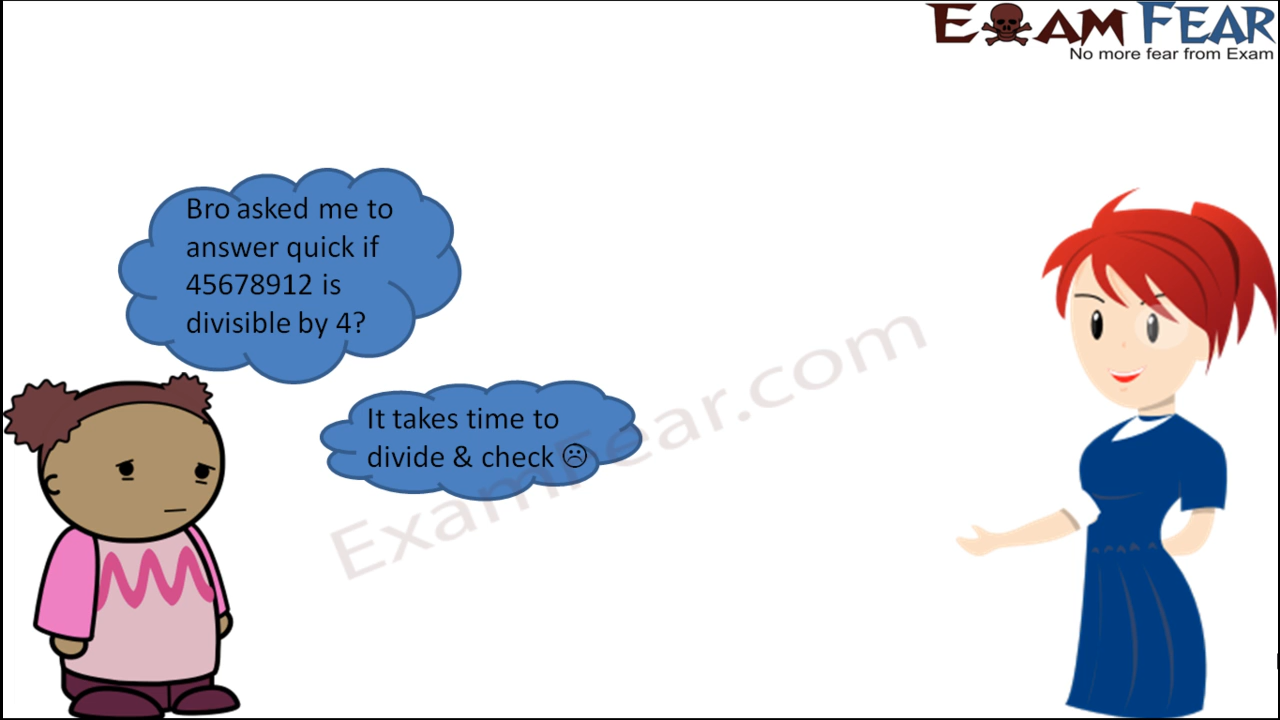 EXAM FEAR
No more fear from Exam
Bro asked me to
answer quick if
45678912 is
divisible by 4?
It takes time to
divide & check ☹
ExamFear.com